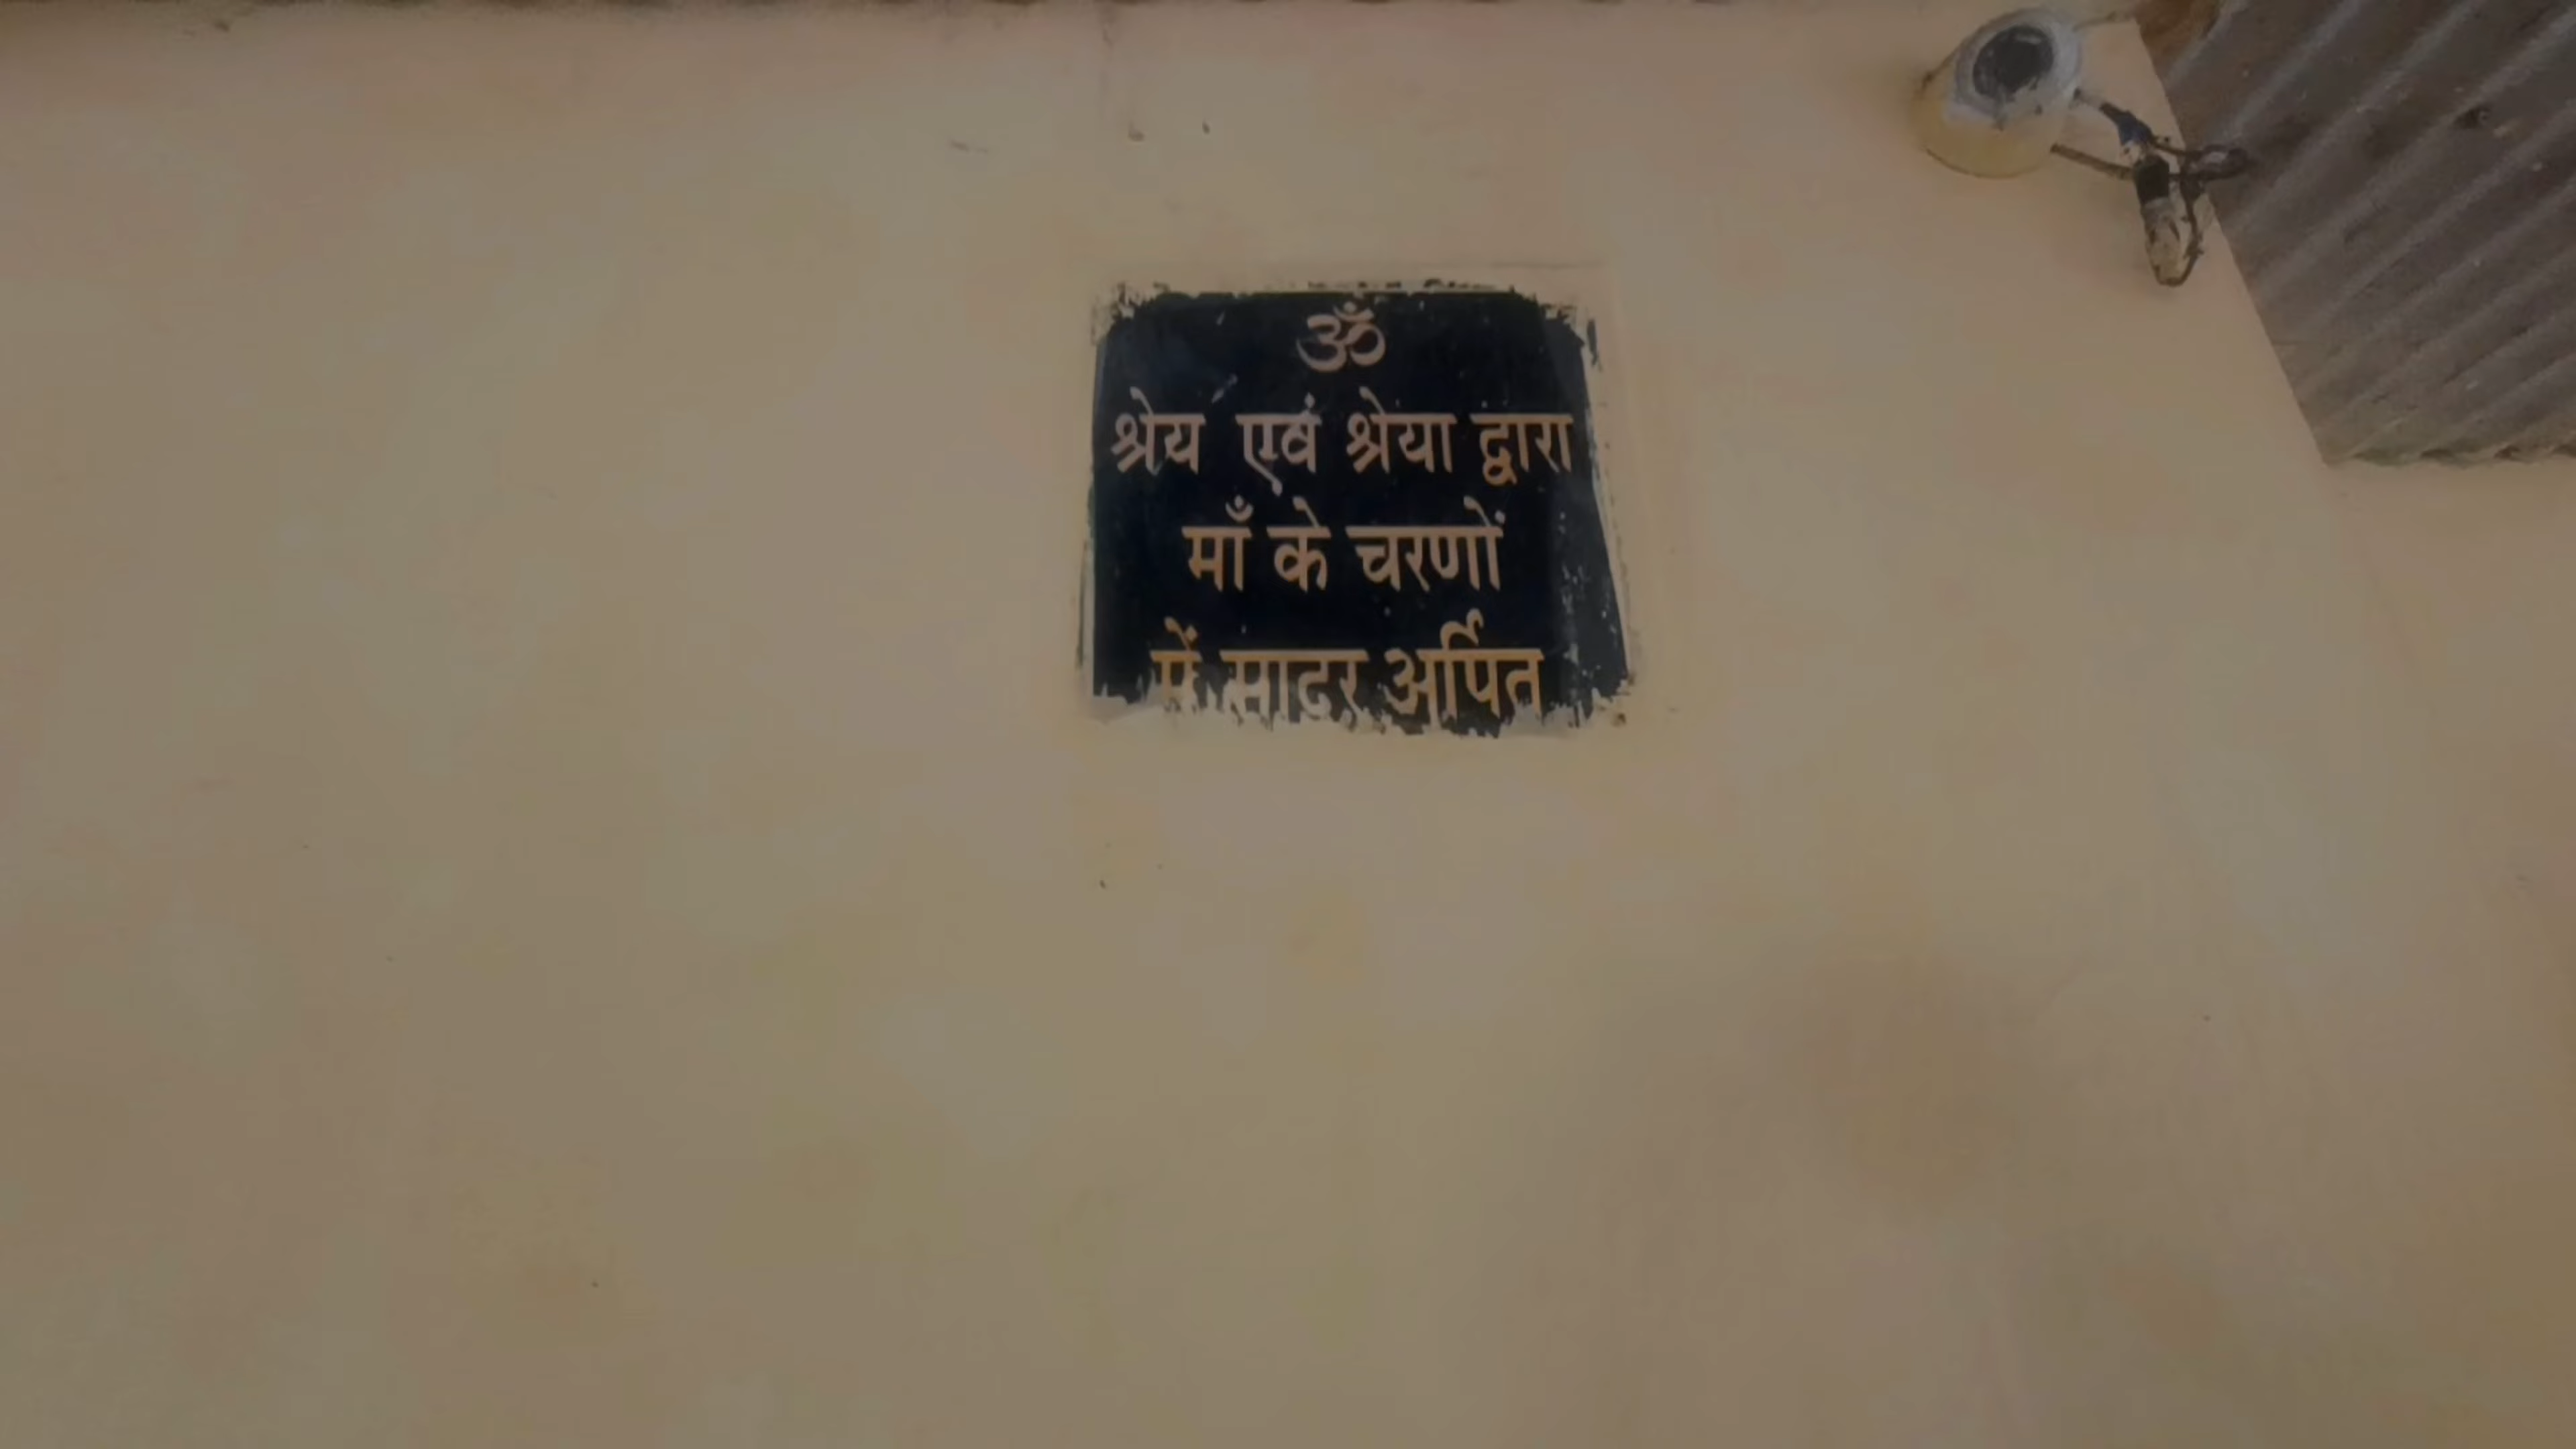 ॐ
श्रेय एवं श्रेया द्वारा
माँ के चरणों
में सादर अर्पित